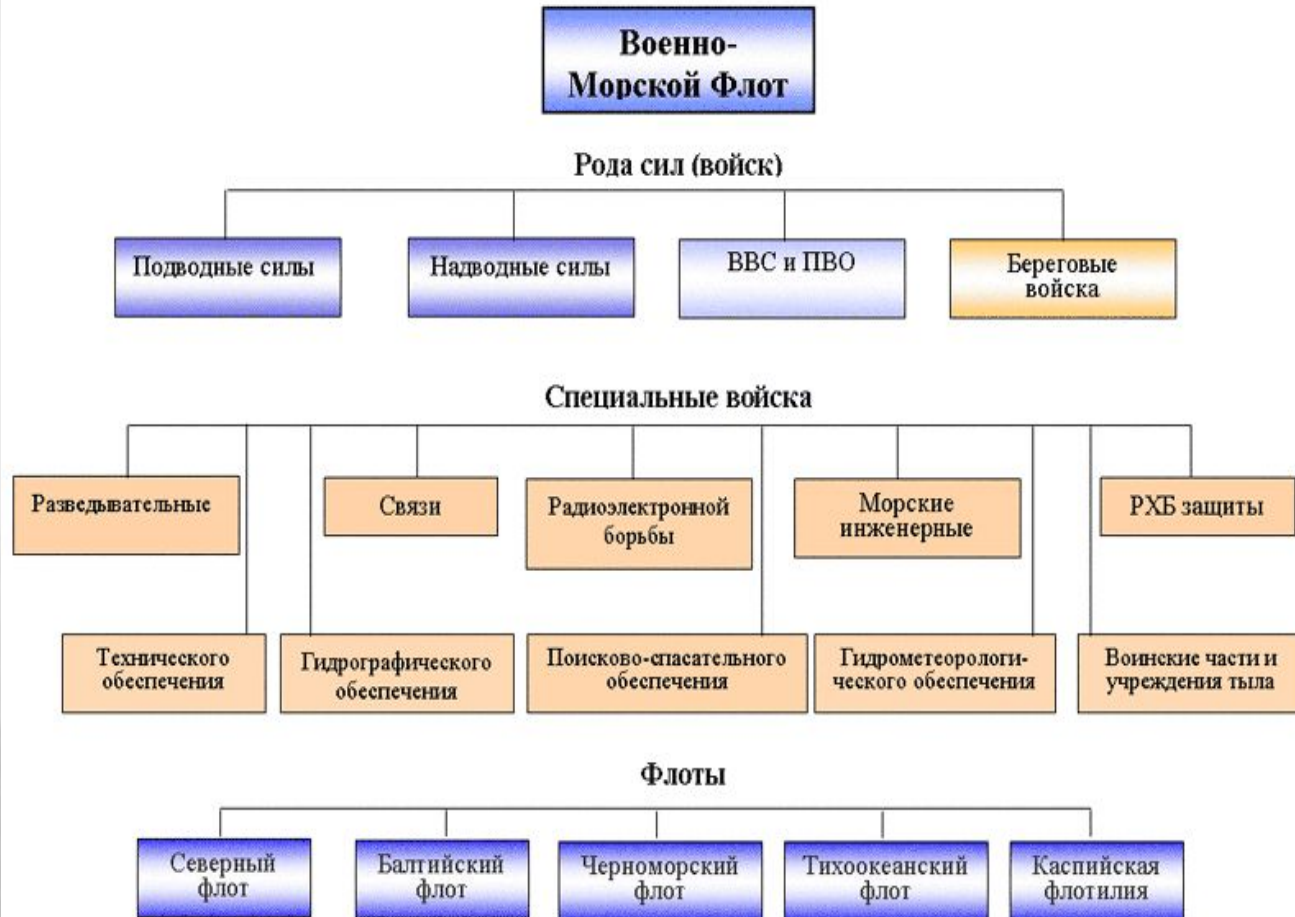 Военно-
Морской Флот
Рода сил (войск)
Подводные силы
Надводные силы
ВВС и ПВО
Береговые
войска
Специальные войска
Разведывательные
Связи
Радиоэлектронной
борьбы
Морские
инженерные
РХБ защиты
Технического
обеспечения
Гидрографического
обеспечения
Поисково-спасательного
обеспечения
Гидрометеорологи-
ческого обеспечения
Воинские части и
учреждения тыла
Флоты
Северный
флот
Балтийский
флот
Черноморский
флот
Тихоокеанский
флот
Каспийская
флотилия